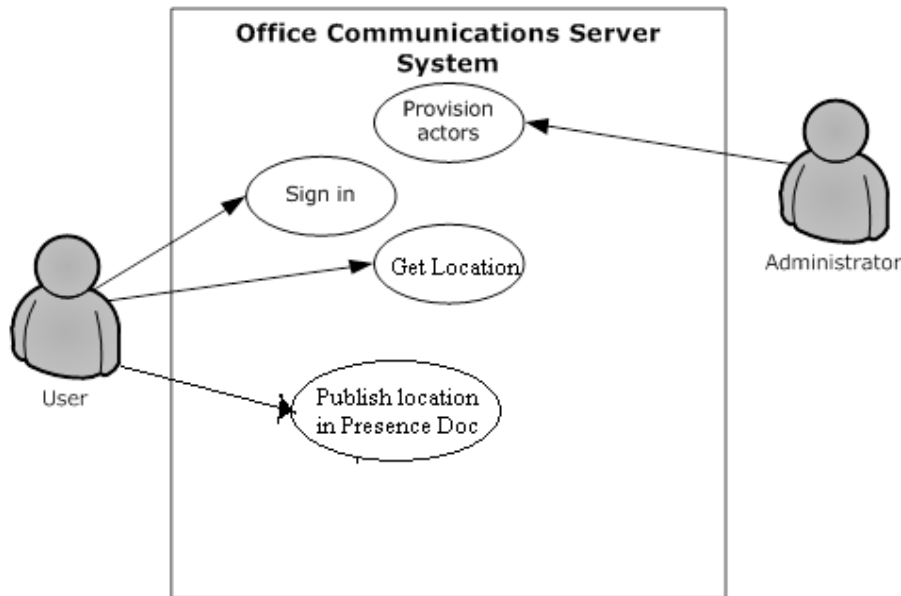 Office Communications Server
System
Provision
actors
Sign in
Get Location
Administrator
User
Publish location
in Presence Doc